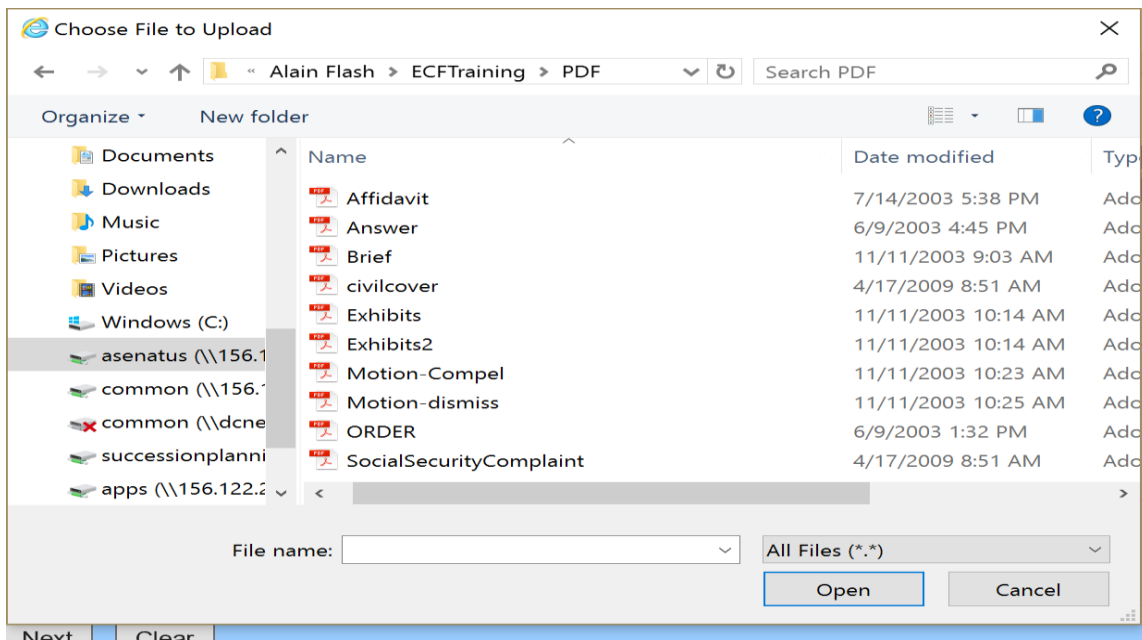 Choose File to Upload
« Alain Flash > ECFTraining > PDF
Search PDF
Organize
New folder
?
Documents
Downloads
Music
Pictures
Videos
Windows (C:)
asenatus (\\156.1
common (\\156.1
common (\\dcne
successionplanni
apps (\\156.122.2
Name Date modified Typ
Affidavit 7/14/2003 5:38 PM Ado
Answer 6/9/2003 4:45 PM Ado
Brief 11/11/2003 9:03 AM Ado
civilcover 4/17/2009 8:51 AM Ado
Exhibits 11/11/2003 10:14 AM Ado
Exhibits2 11/11/2003 10:14 AM Ado
Motion-Compel 11/11/2003 10:23 AM Ado
Motion-dismiss 11/11/2003 10:25 AM Ado
ORDER 6/9/2003 1:32 PM Ado
SocialSecurityComplaint 4/17/2009 8:51 AM Ado
File name:
All Files (*.*)
Open
Cancel
Next
Clear